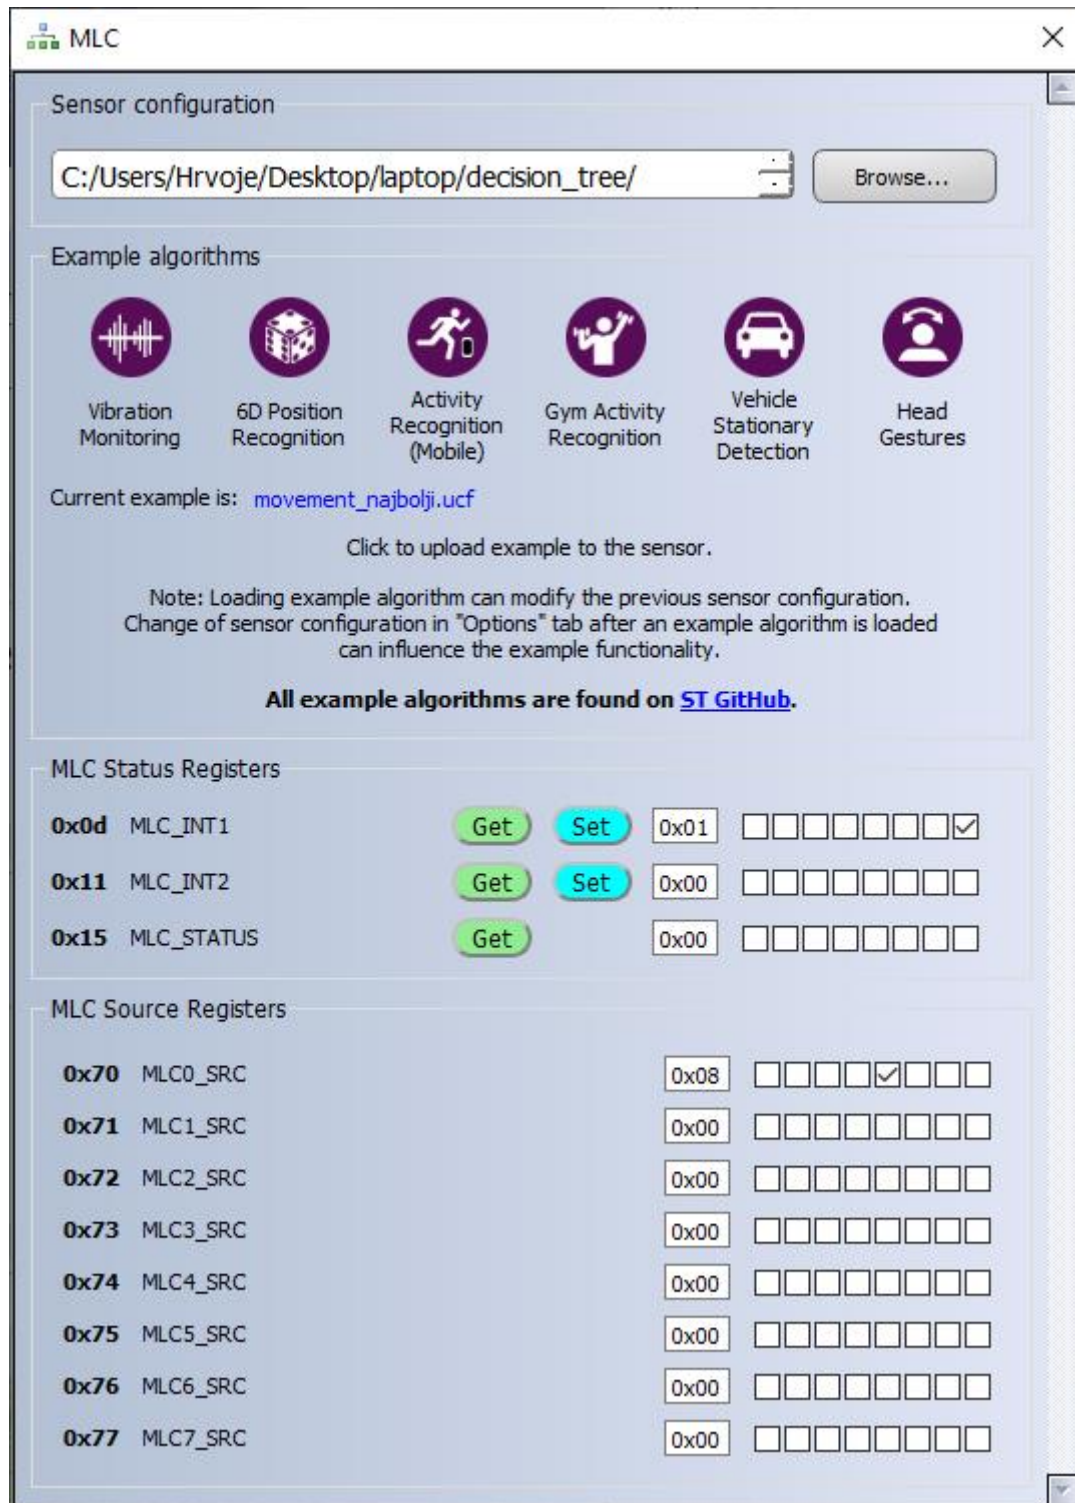 MLC
Sensor configuration
C:/Users/Hrvoje/Desktop/laptop/decision_tree/
Browse...
Example algorithms
Vibration
Monitoring
6D Position
Recognition
Activity
Recognition
(Mobile)
Gym Activity
Recognition
Vehicle
Stationary
Detection
Head
Gestures
Current example is: movement_najbolji.ucf
Click to upload example to the sensor.
Note: Loading example algorithm can modify the previous sensor configuration.
Change of sensor configuration in "Options" tab after an example algorithm is loaded
can influence the example functionality.
All example algorithms are found on ST GitHub.
MLC Status Registers
0x0d MLC_INT1 Get Set 0x01
0x11 MLC_INT2 Get Set 0x00
0x15 MLC_STATUS Get 0x00
MLC Source Registers
0x70 MLC0_SRC 0x08
0x71 MLC1_SRC 0x00
0x72 MLC2_SRC 0x00
0x73 MLC3_SRC 0x00
0x74 MLC4_SRC 0x00
0x75 MLC5_SRC 0x00
0x76 MLC6_SRC 0x00
0x77 MLC7_SRC 0x00